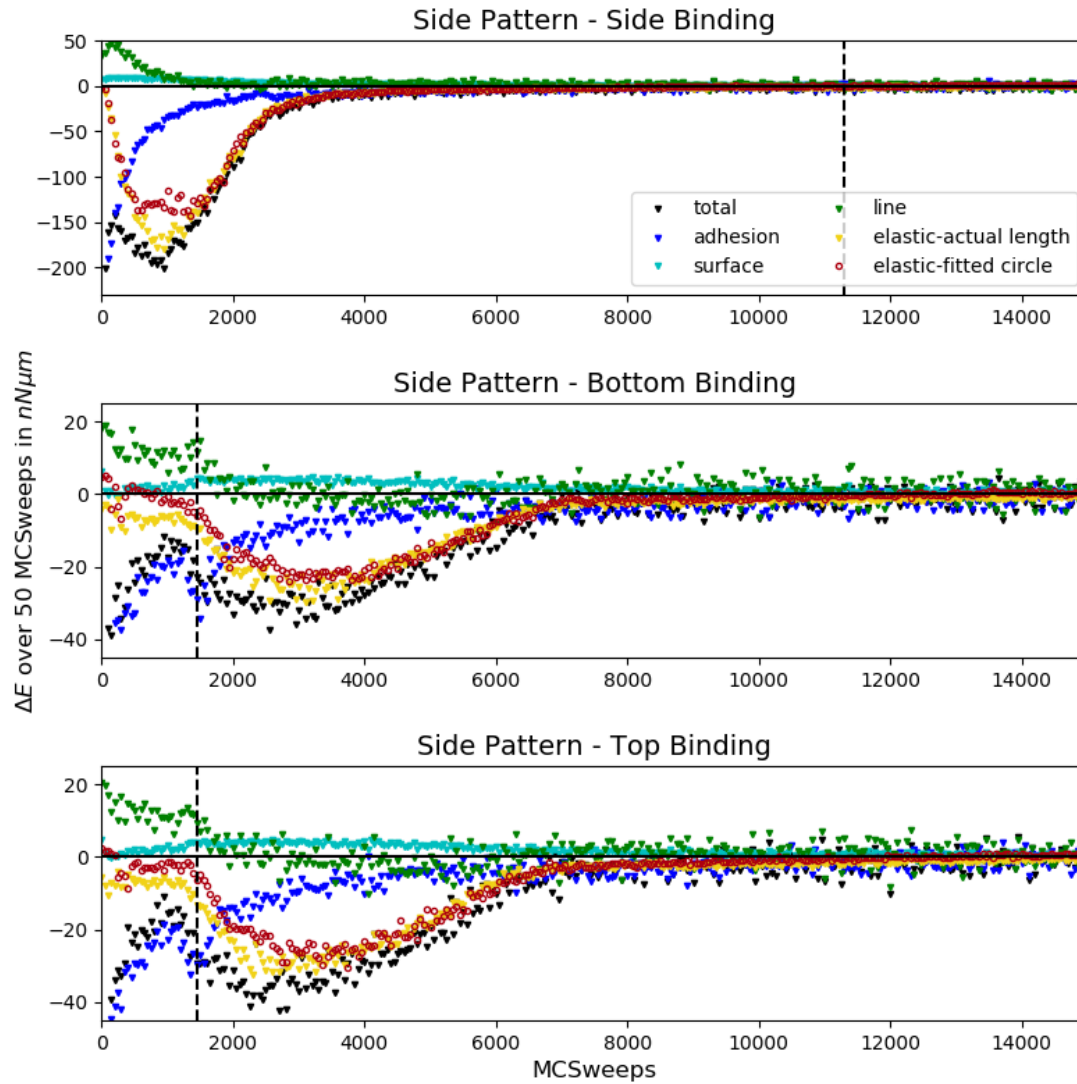 Side Pattern - Side Binding
50
0
−50
−100
−150
−200
total
adhesion
surface
line
elastic-actual length
elastic-fitted circle
0 2000 4000 6000 8000 10000 12000 14000
ΔE over 50 MCSweeps in nNμm
Side Pattern - Bottom Binding
20
0
−20
−40
0 2000 4000 6000 8000 10000 12000 14000
Side Pattern - Top Binding
20
0
−20
−40
0 2000 4000 6000 8000 10000 12000 14000
MCSweeps